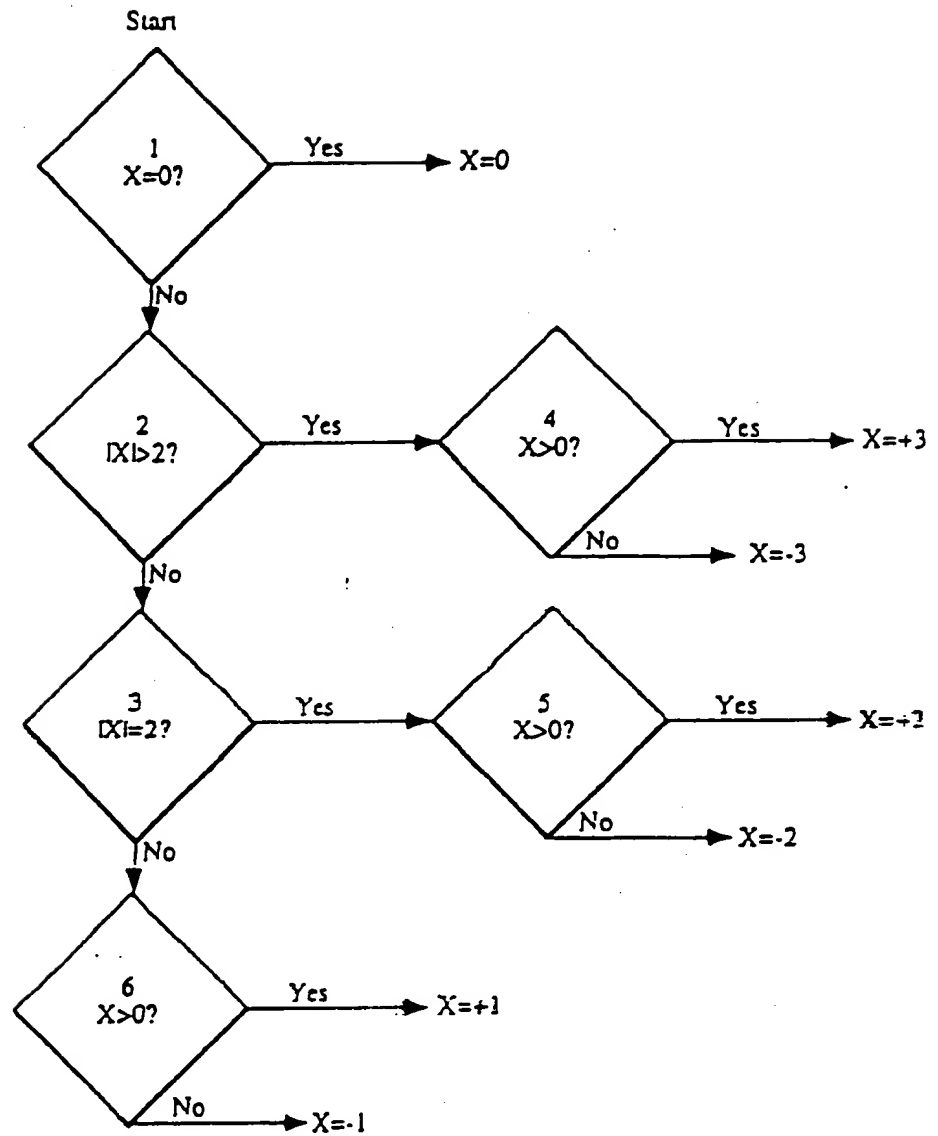 Start
1
X=0?
Yes
X=0
No
2
|X|>2?
Yes
4
X>0?
Yes
X=+3
No
X=-3
No
3
|X|=2?
Yes
5
X>0?
Yes
X=+2
No
X=-2
No
6
X>0?
Yes
X=+1
No
X=-1